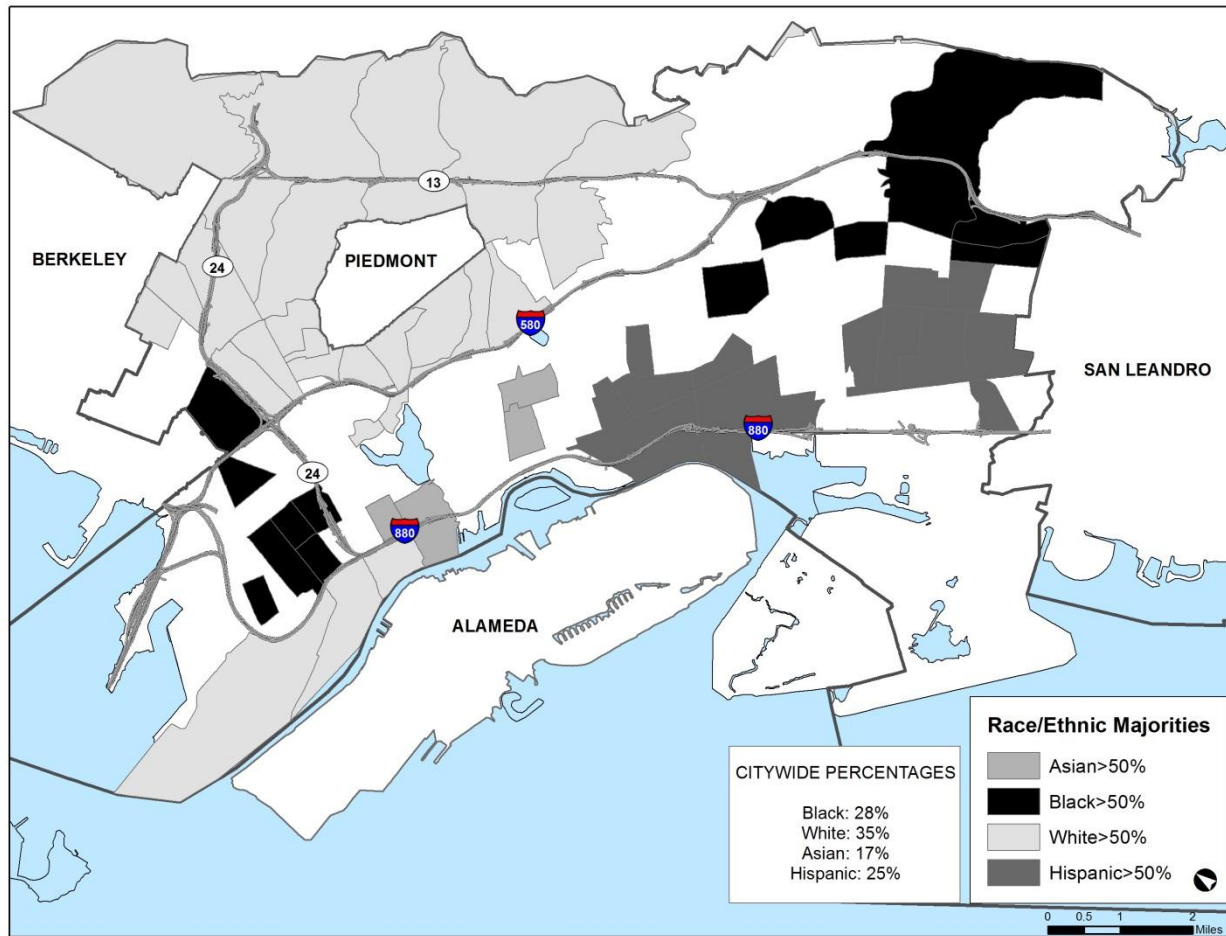 13
BERKELEY
PIEDMONT
24
580
SAN LEANDRO
880
24
880
ALAMEDA
CITYWIDE PERCENTAGES
Black: 28%
White: 35%
Asian: 17%
Hispanic: 25%
Race/Ethnic Majorities
Asian>50%
Black>50%
White>50%
Hispanic>50%
0 0.5 1 2
Miles